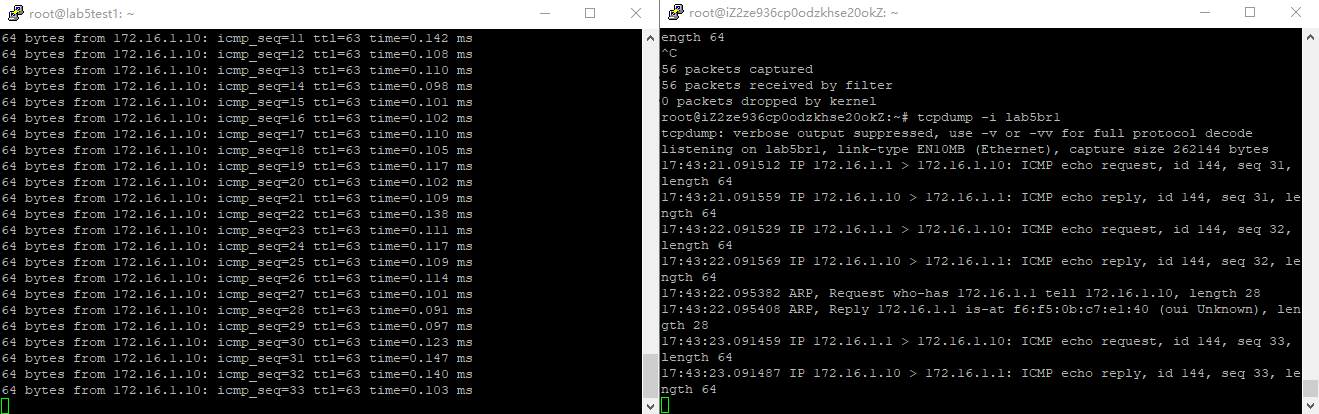 root@lab5test1: ~
64 bytes from 172.16.1.10: icmp_seq=11 ttl=63 time=0.142 ms
64 bytes from 172.16.1.10: icmp_seq=12 ttl=63 time=0.108 ms
64 bytes from 172.16.1.10: icmp_seq=13 ttl=63 time=0.110 ms
64 bytes from 172.16.1.10: icmp_seq=14 ttl=63 time=0.098 ms
64 bytes from 172.16.1.10: icmp_seq=15 ttl=63 time=0.101 ms
64 bytes from 172.16.1.10: icmp_seq=16 ttl=63 time=0.102 ms
64 bytes from 172.16.1.10: icmp_seq=17 ttl=63 time=0.110 ms
64 bytes from 172.16.1.10: icmp_seq=18 ttl=63 time=0.105 ms
64 bytes from 172.16.1.10: icmp_seq=19 ttl=63 time=0.117 ms
64 bytes from 172.16.1.10: icmp_seq=20 ttl=63 time=0.102 ms
64 bytes from 172.16.1.10: icmp_seq=21 ttl=63 time=0.109 ms
64 bytes from 172.16.1.10: icmp_seq=22 ttl=63 time=0.138 ms
64 bytes from 172.16.1.10: icmp_seq=23 ttl=63 time=0.111 ms
64 bytes from 172.16.1.10: icmp_seq=24 ttl=63 time=0.117 ms
64 bytes from 172.16.1.10: icmp_seq=25 ttl=63 time=0.109 ms
64 bytes from 172.16.1.10: icmp_seq=26 ttl=63 time=0.114 ms
64 bytes from 172.16.1.10: icmp_seq=27 ttl=63 time=0.101 ms
64 bytes from 172.16.1.10: icmp_seq=28 ttl=63 time=0.091 ms
64 bytes from 172.16.1.10: icmp_seq=29 ttl=63 time=0.097 ms
64 bytes from 172.16.1.10: icmp_seq=30 ttl=63 time=0.123 ms
64 bytes from 172.16.1.10: icmp_seq=31 ttl=63 time=0.147 ms
64 bytes from 172.16.1.10: icmp_seq=32 ttl=63 time=0.140 ms
64 bytes from 172.16.1.10: icmp_seq=33 ttl=63 time=0.103 ms
root@iZ2ze936cp0odzkhse20okZ: ~
ength 64
^C
56 packets captured
56 packets received by filter
0 packets dropped by kernel
root@iZ2ze936cp0odzkhse20okZ:~# tcpdump -i lab5br1
tcpdump: verbose output suppressed, use -v or -vv for full protocol decode
listening on lab5br1, link-type EN10MB (Ethernet), capture size 262144 bytes
17:43:21.091512 IP 172.16.1.1 > 172.16.1.10: ICMP echo request, id 144, seq 31,
length 64
17:43:21.091559 IP 172.16.1.10 > 172.16.1.1: ICMP echo reply, id 144, seq 31, le
ngth 64
17:43:22.091529 IP 172.16.1.1 > 172.16.1.10: ICMP echo request, id 144, seq 32,
length 64
17:43:22.091569 IP 172.16.1.10 > 172.16.1.1: ICMP echo reply, id 144, seq 32, le
ngth 64
17:43:22.095382 ARP, Request who-has 172.16.1.1 tell 172.16.1.10, length 28
17:43:22.095408 ARP, Reply 172.16.1.1 is-at f6:f5:0b:c7:e1:40 (oui Unknown), len
gth 28
17:43:23.091459 IP 172.16.1.1 > 172.16.1.10: ICMP echo request, id 144, seq 33,
length 64
17:43:23.091487 IP 172.16.1.10 > 172.16.1.1: ICMP echo reply, id 144, seq 33, le
ngth 64